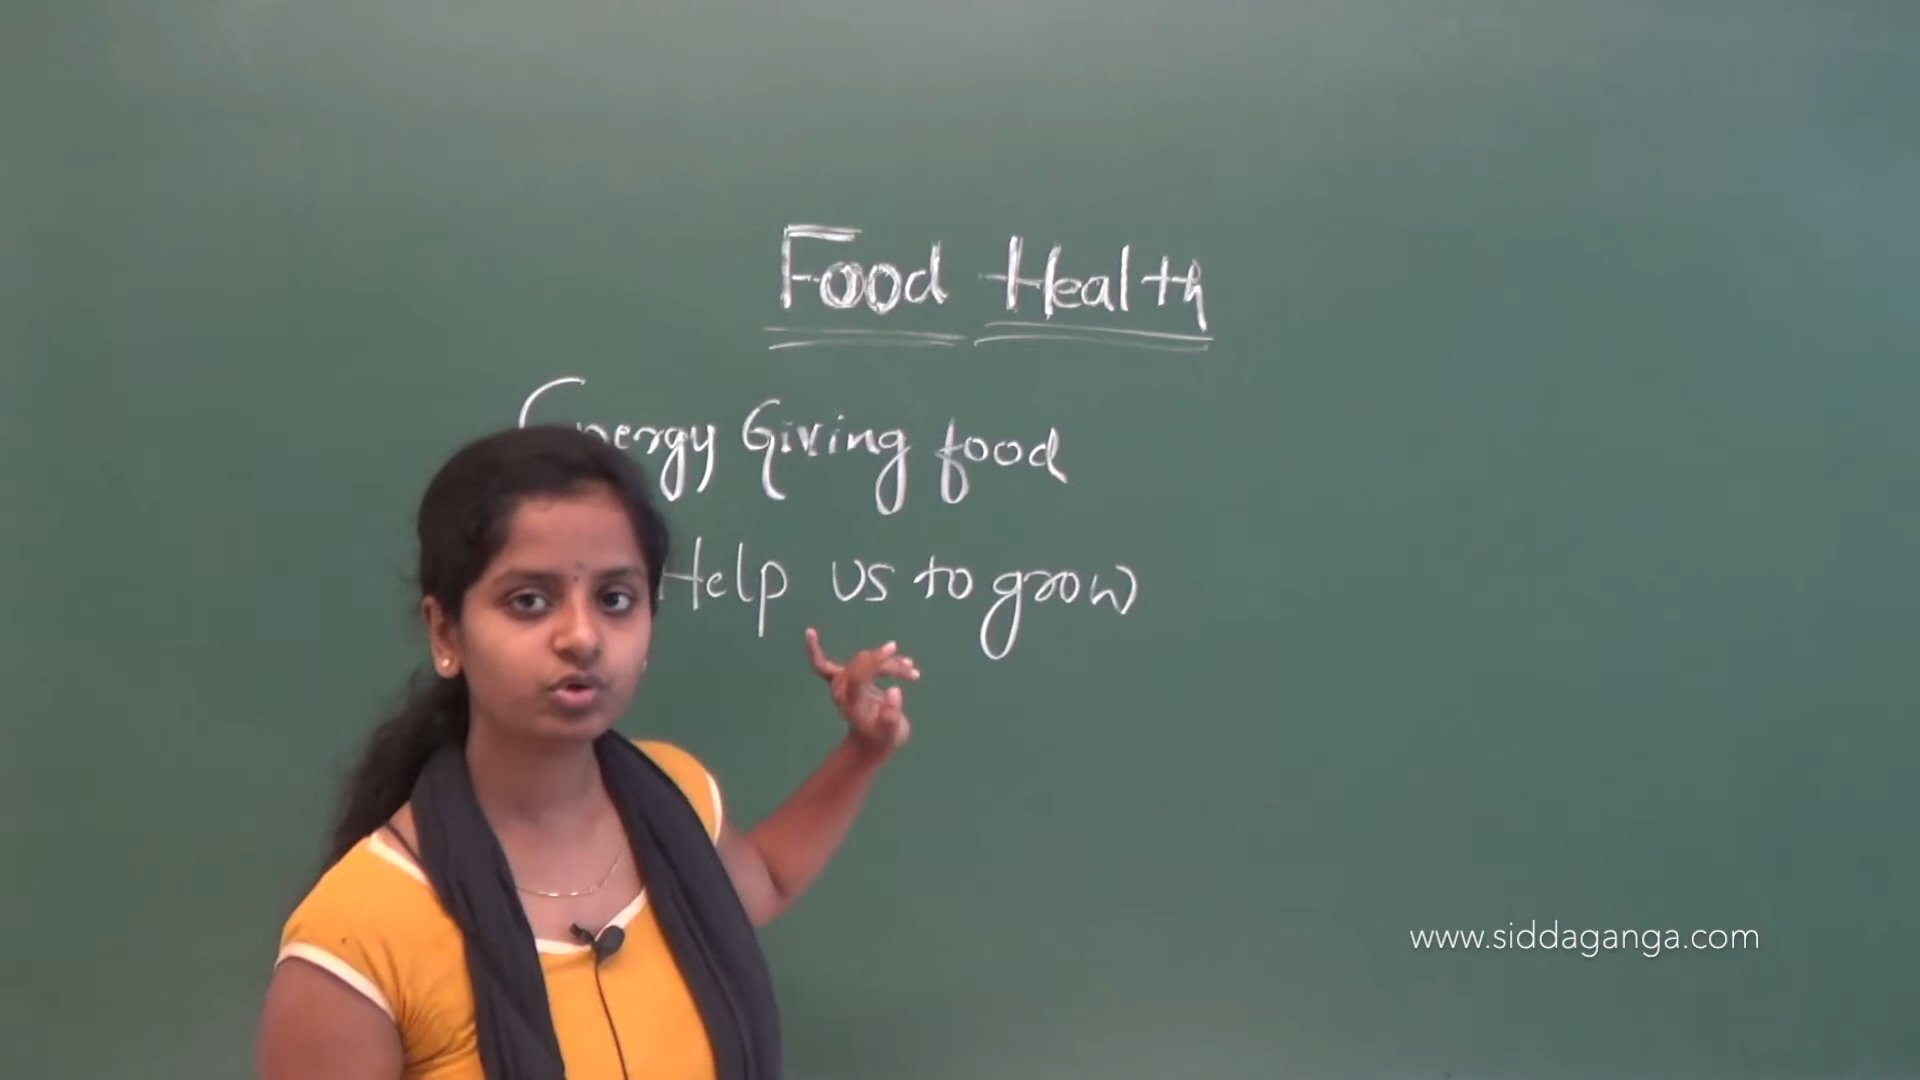 Food Health
Energy Giving food
Help us to grow
www.siddaganga.com